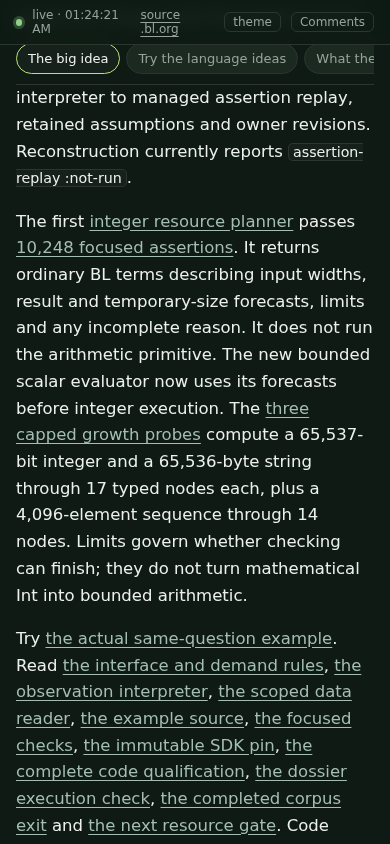 live · 01:24:21 AM
source .bl.org
theme
Comments
The big idea
Try the language ideas
What the
interpreter to managed assertion replay,
retained assumptions and owner revisions.
Reconstruction currently reports assertion-
replay :not-run.
The first integer resource planner passes
10,248 focused assertions. It returns
ordinary BL terms describing input widths,
result and temporary-size forecasts, limits
and any incomplete reason. It does not run
the arithmetic primitive. The new bounded
scalar evaluator now uses its forecasts
before integer execution. The three
capped growth probes compute a 65,537-
bit integer and a 65,536-byte string
through 17 typed nodes each, plus a
4,096-element sequence through 14
nodes. Limits govern whether checking
can finish; they do not turn mathematical
Int into bounded arithmetic.
Try the actual same-question example.
Read the interface and demand rules, the
observation interpreter, the scoped data
reader, the example source, the focused
checks, the immutable SDK pin, the
complete code qualification, the dossier
execution check, the completed corpus
exit and the next resource gate. Code